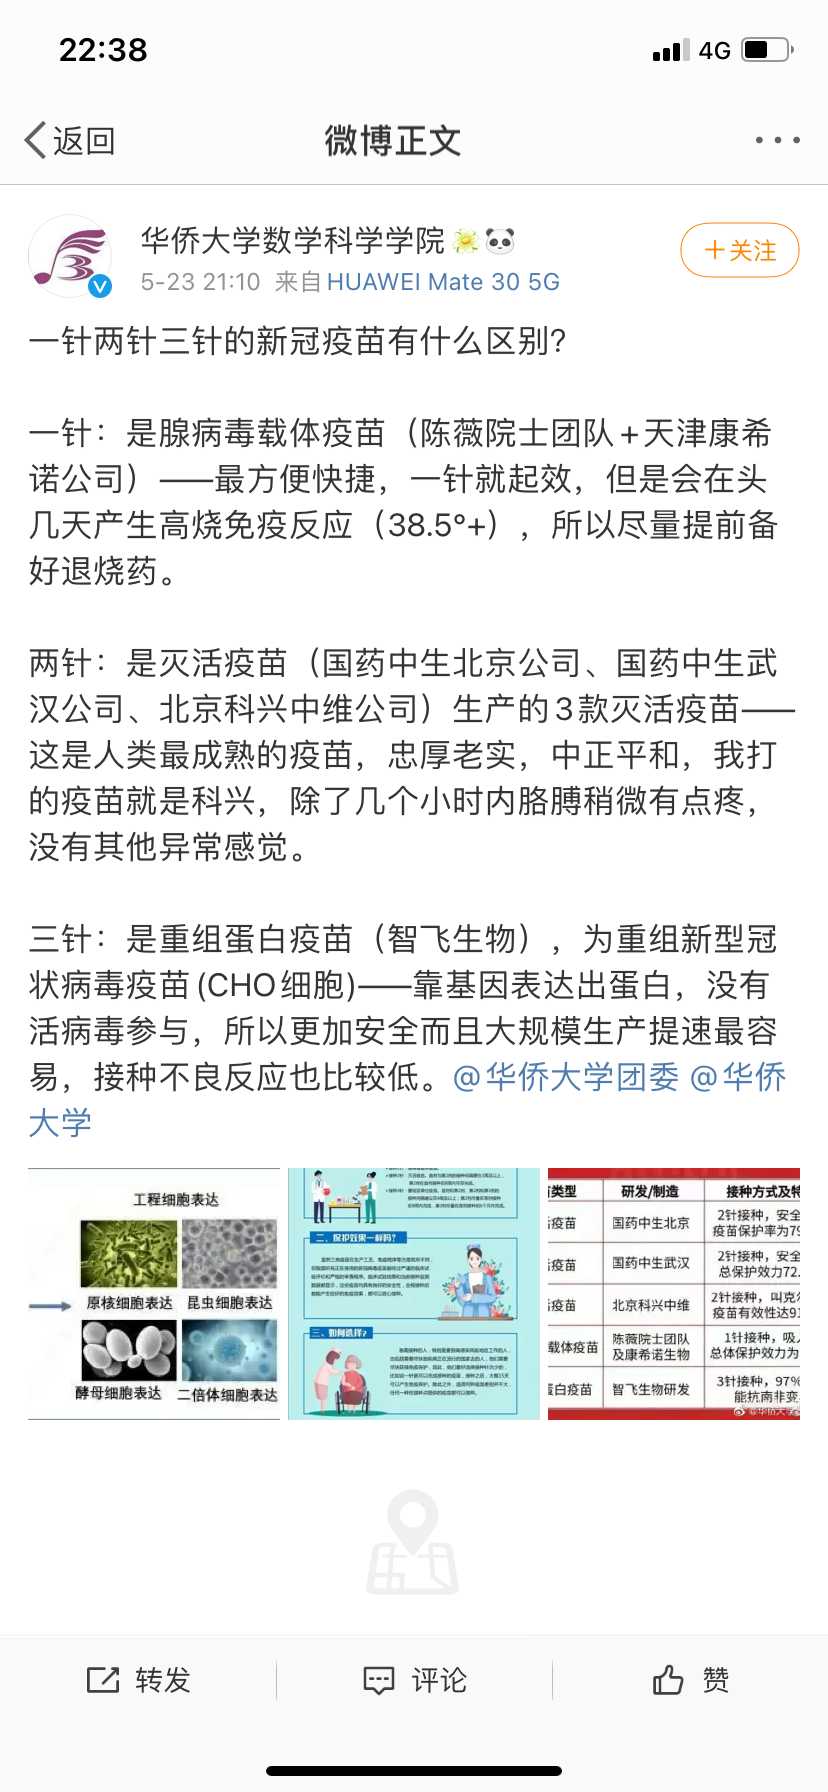 22:38
4G
返回
微博正文
华侨大学数学科学学院
＋关注
5-23 21:10 来自HUAWEI Mate 30 5G
一针两针三针的新冠疫苗有什么区别?
一针：是腺病毒载体疫苗（陈薇院士团队+天津康希
诺公司）——最方便快捷，一针就起效，但是会在头
几天产生高烧免疫反应（38.5°+），所以尽量提前备
好退烧药。
两针：是灭活疫苗（国药中生北京公司、国药中生武
汉公司、北京科兴中维公司）生产的3款灭活疫苗——
这是人类最成熟的疫苗，忠厚老实，中正平和，我打
的疫苗就是科兴，除了几个小时内胳膊稍微有点疼，
没有其他异常感觉。
三针：是重组蛋白疫苗（智飞生物），为重组新型冠
状病毒疫苗(CHO细胞)——靠基因表达出蛋白，没有
活病毒参与，所以更加安全而且大规模生产提速最容
易，接种不良反应也比较低。@华侨大学团委 @华侨
大学
工程细胞表达
原核细胞表达 昆虫细胞表达
酵母细胞表达 二倍体细胞表达
二、保护效果一样吗?
三、如何选择?
类型 研发/制造 接种方式及特
疫苗 国药中生北京 2针接种，安全
疫苗保护率为79
疫苗 国药中生武汉 2针接种，安全
总保护效力72.
疫苗 北京科兴中维 2针接种，叫克
疫苗有效性达91
载体疫苗 陈薇院士团队
及康希诺生物 1针接种，吸
总体保护效力为
蛋白疫苗 智飞生物研发 3针接种，97%
能抗南非变
转发
评论
赞